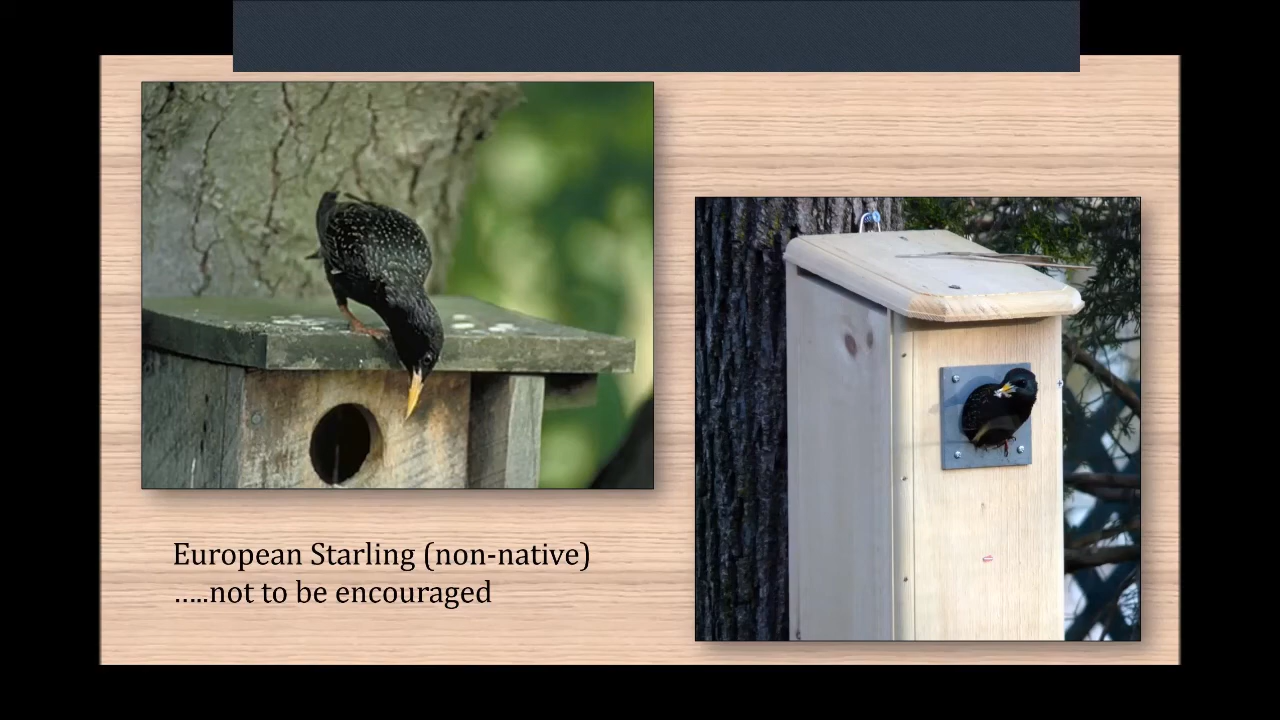 European Starling (non-native)
.....not to be encouraged